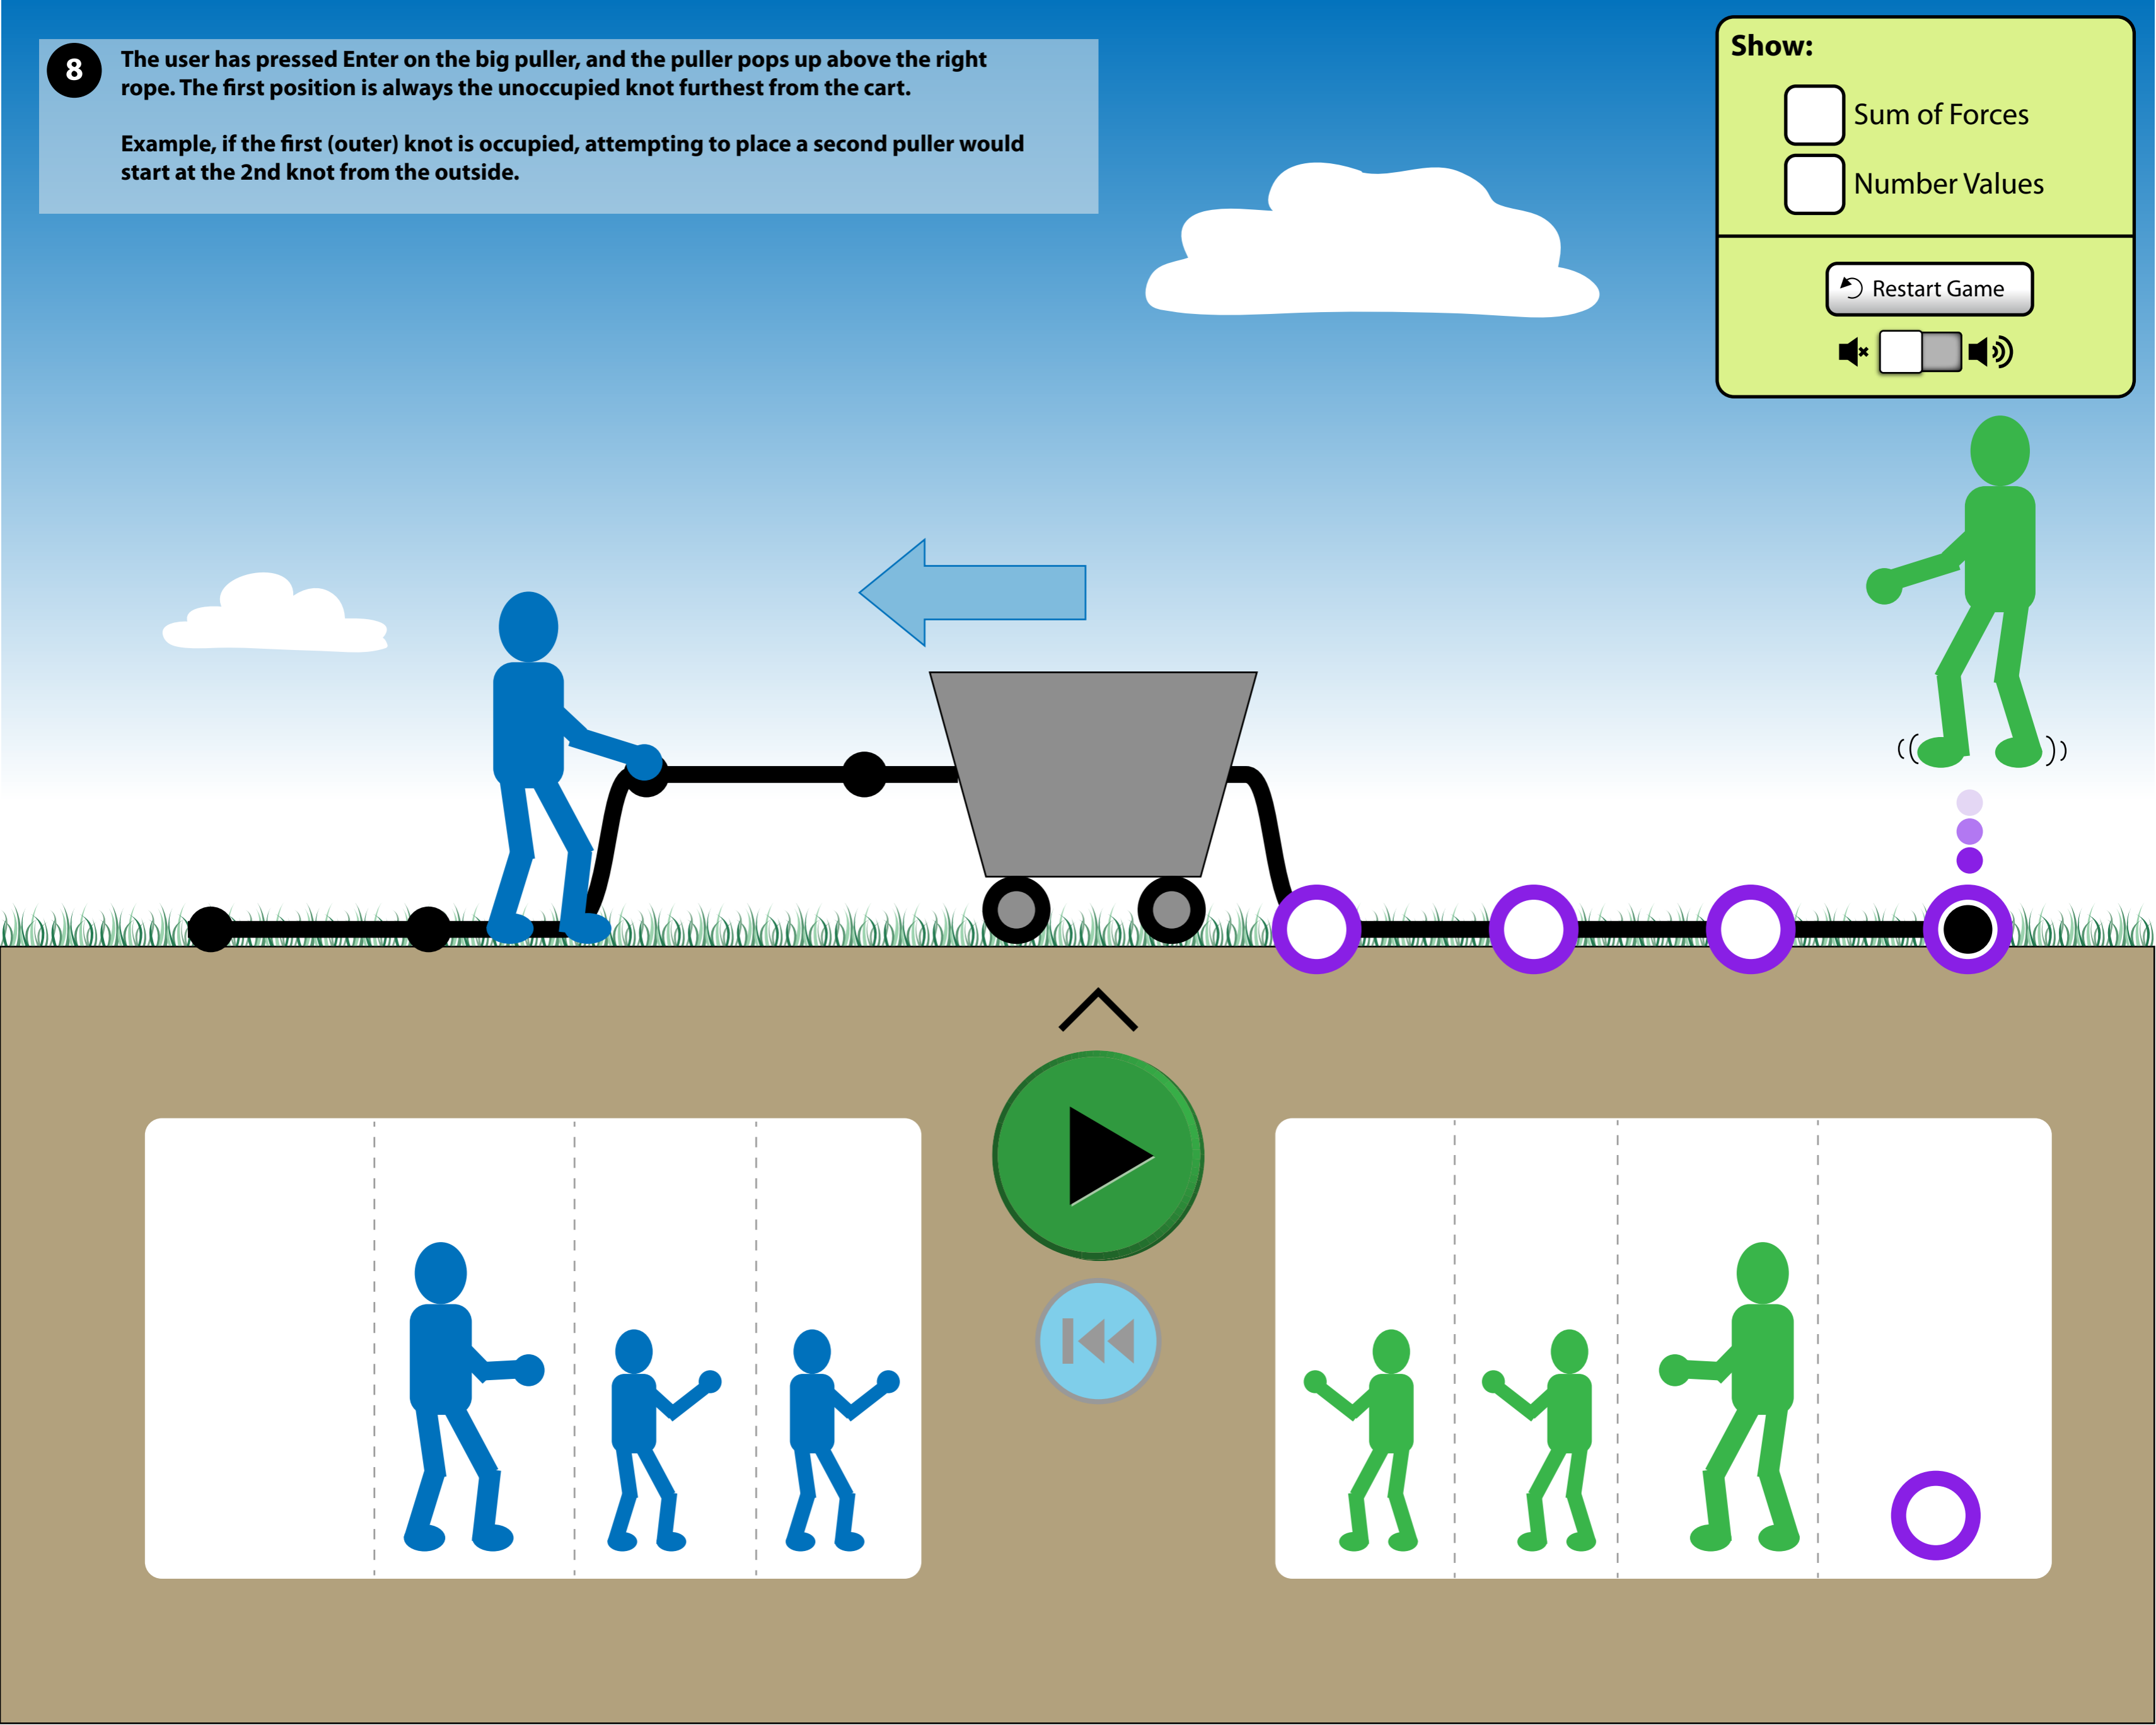 8
The user has pressed Enter on the big puller, and the puller pops up above the right
rope. The first position is always the unoccupied knot furthest from the cart.
Example, if the first (outer) knot is occupied, attempting to place a second puller would
start at the 2nd knot from the outside.
Show:
Sum of Forces
Number Values
Restart Game